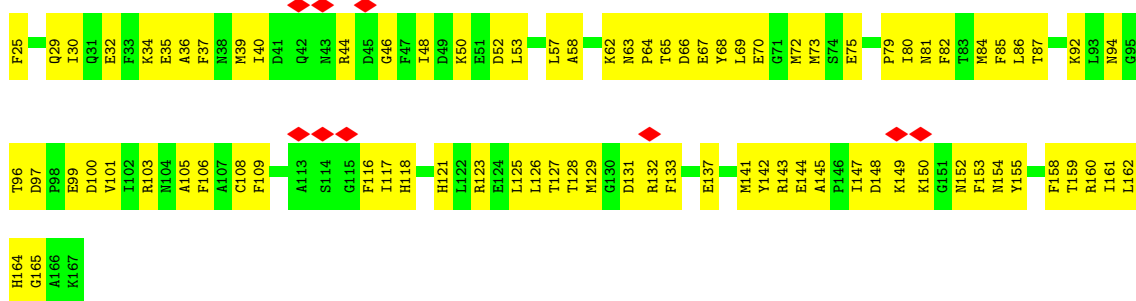 F25 Q29 I30 Q31 E32 F33 K34 E35 A36 F37 N38 M39 I40 D41 Q42 N43 R44 D45 G46 F47 I48 D49 K50 E51 D52 L53 L57 A58 K62 N63 P64 T65 D66 E67 Y68 L69 E70 G71 M72 M73 S74 E75 P79 I80 N81 F82 T83 M84 F85 L86 T87 K92 L93 N94 G95
T96 D97 P98 E99 D100 V101 I102 R103 N104 A105 F106 A107 C108 F109 A113 S114 G115 F116 I117 H118 H121 L122 R123 E124 L125 L126 T127 T128 M129 G130 D131 R132 F133 E137 M141 Y142 R143 E144 A145 P146 I147 D148 K149 K150 G151 N152 F153 N154 Y155 F158 T159 R160 I161 L162
H164 G165 A166 K167